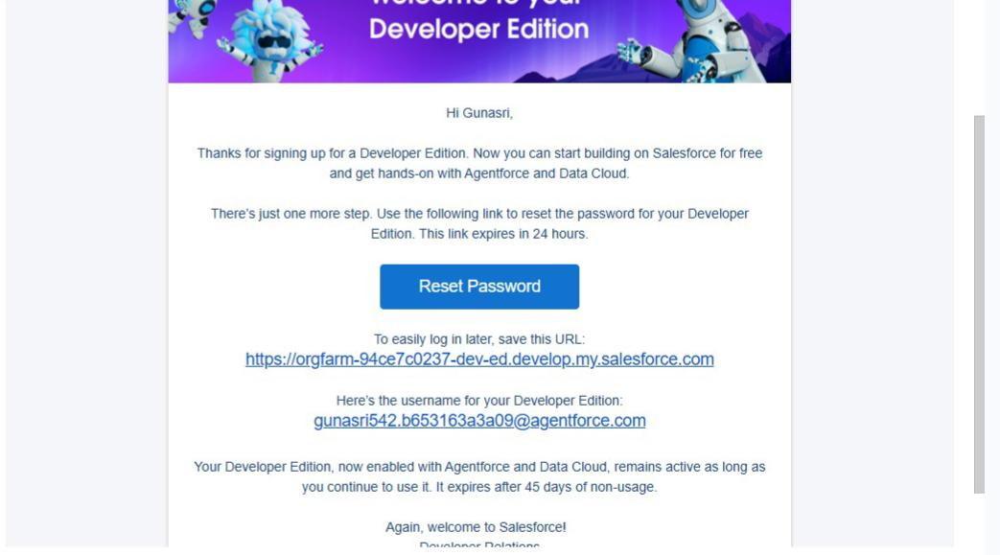 Welcome to your
Developer Edition
Hi Gunasri,
Thanks for signing up for a Developer Edition. Now you can start building on Salesforce for free
and get hands-on with Agentforce and Data Cloud.
There's just one more step. Use the following link to reset the password for your Developer
Edition. This link expires in 24 hours.
Reset Password
To easily log in later, save this URL:
https://orgfarm-94ce7c0237-dev-ed.develop.my.salesforce.com
Here's the username for your Developer Edition:
gunasri542.b653163a3a09@agentforce.com
Your Developer Edition, now enabled with Agentforce and Data Cloud, remains active as long as
you continue to use it. It expires after 45 days of non-usage.
Again, welcome to Salesforce!
Developer Relations